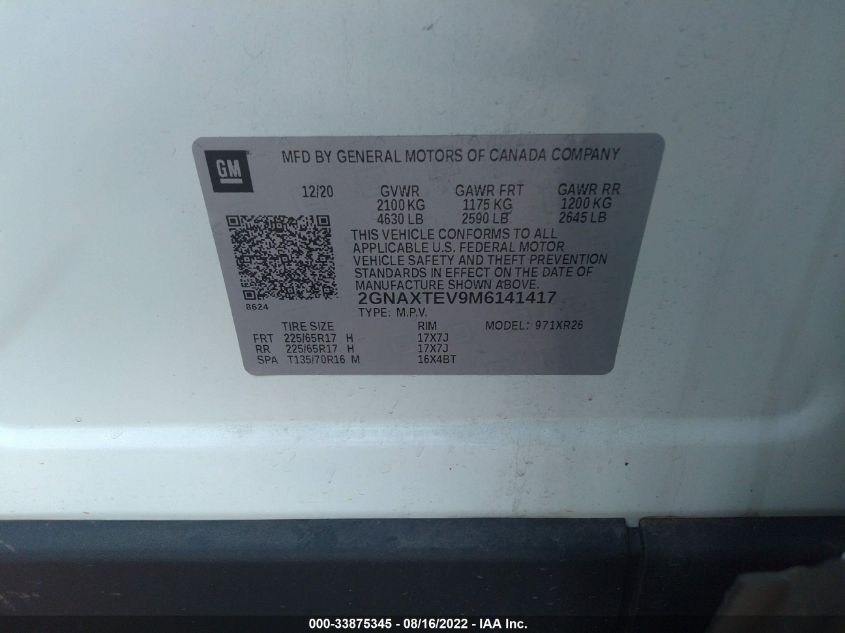 GM
MFD BY GENERAL MOTORS OF CANADA COMPANY
12/20 GVWR GAWR FRT GAWR RR
2100 KG 1175 KG 1200 KG
4630 LB 2590 LB 2645 LB
THIS VEHICLE CONFORMS TO ALL
APPLICABLE U.S. FEDERAL MOTOR
VEHICLE SAFETY AND THEFT PREVENTION
STANDARDS IN EFFECT ON THE DATE OF
MANUFACTURE SHOWN ABOVE.
8624
2GNAXTEV9M6141417
TYPE: M.P.V.
TIRE SIZE RIM MODEL: 971XR26
FRT 225/65R17 H 17X7J
RR 225/65R17 H 17X7J
SPA T135/70R16 M 16X4BT
000-33875345 - 08/16/2022 - IAA Inc.